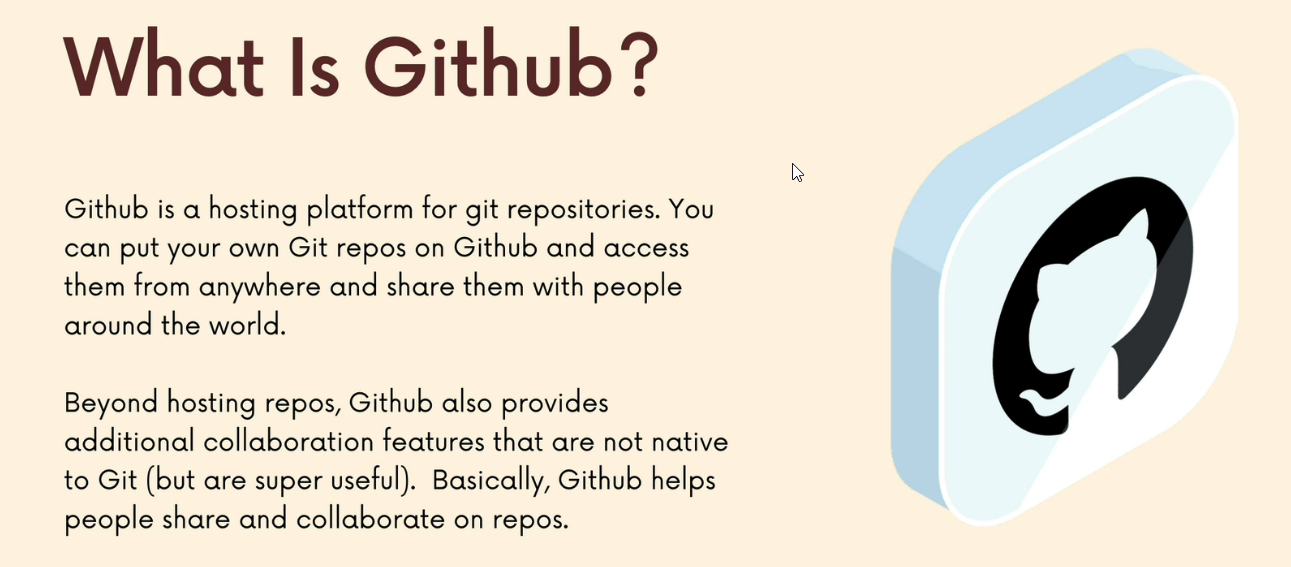 What Is Github?
Github is a hosting platform for git repositories. You
can put your own Git repos on Github and access
them from anywhere and share them with people
around the world.
Beyond hosting repos, Github also provides
additional collaboration features that are not native
to Git (but are super useful).  Basically, Github helps
people share and collaborate on repos.